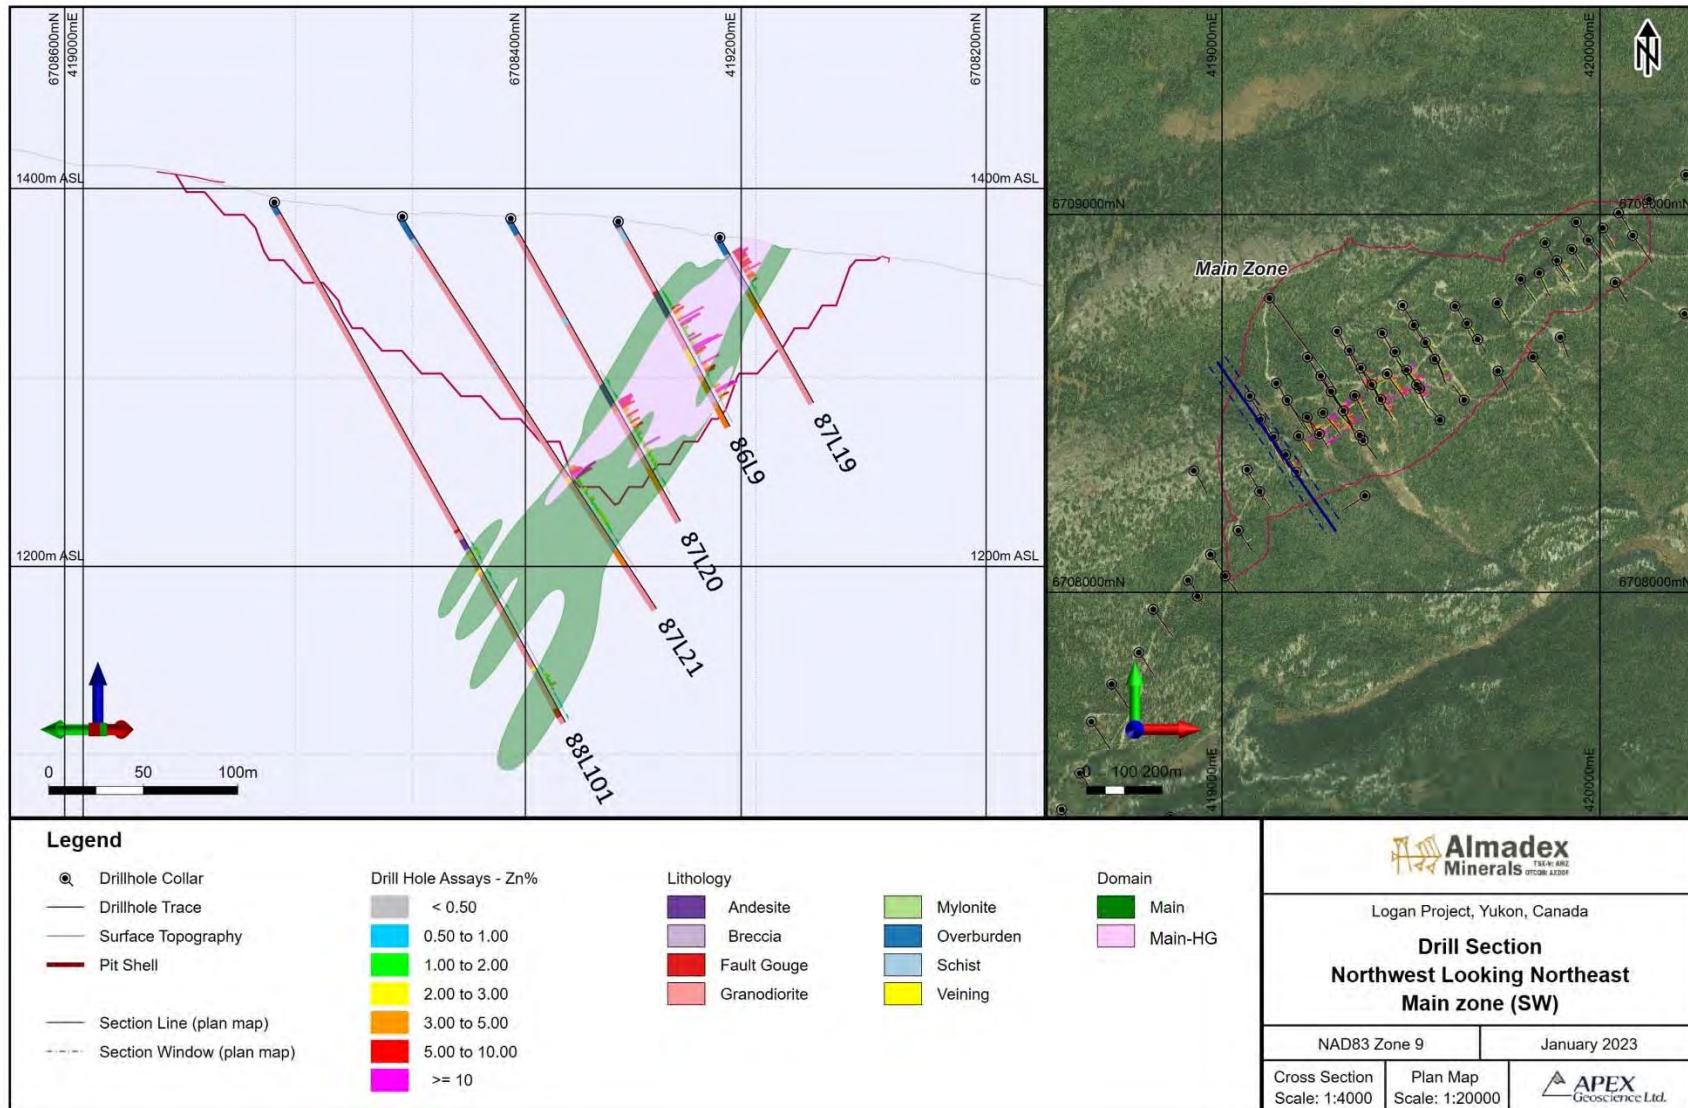 6708600mN
419000mE
6708400mN
419200mE
6708200mN
1400m ASL
1400m ASL
1200m ASL
1200m ASL
87L19
86L9
87L20
87L21
88L101
0 50 100m
419000mE
420000mE
N
6709000mN
6709000mN
Main Zone
6708000mN
6708000mN
0 100 200m
419000mE
420000mE
Legend
Drillhole Collar
Drillhole Trace
Surface Topography
Pit Shell
Section Line (plan map)
Section Window (plan map)
Drill Hole Assays - Zn%
< 0.50
0.50 to 1.00
1.00 to 2.00
2.00 to 3.00
3.00 to 5.00
5.00 to 10.00
>= 10
Lithology
Andesite
Breccia
Fault Gouge
Granodiorite
Mylonite
Overburden
Schist
Veining
Domain
Main
Main-HG
Almadex
Minerals
TSX-V: AMZ
OTCQB: AXDDF
Logan Project, Yukon, Canada
Drill Section
Northwest Looking Northeast
Main zone (SW)
NAD83 Zone 9
January 2023
Cross Section
Scale: 1:4000
Plan Map
Scale: 1:20000
APEX
Geoscience Ltd.